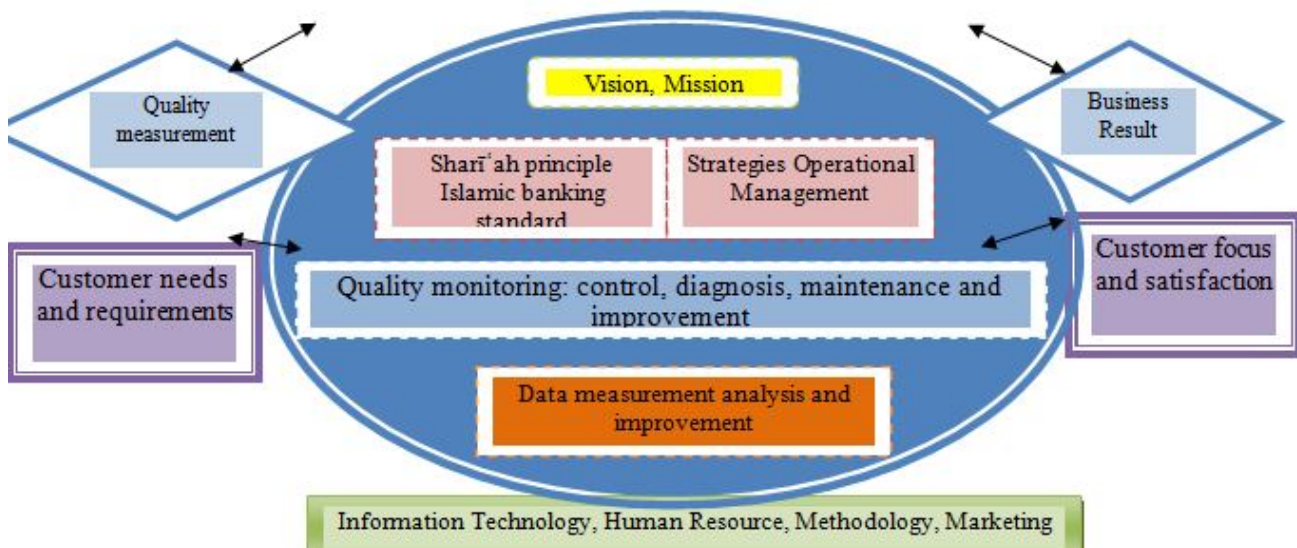 Vision, Mission
Quality
measurement
Business
Result
Sharīʿah principle
Islamic banking
standard
Strategies Operational
Management
Customer needs
and requirements
Customer focus
and satisfaction
Quality monitoring: control, diagnosis, maintenance and
improvement
Data measurement analysis and
improvement
Information Technology, Human Resource, Methodology, Marketing